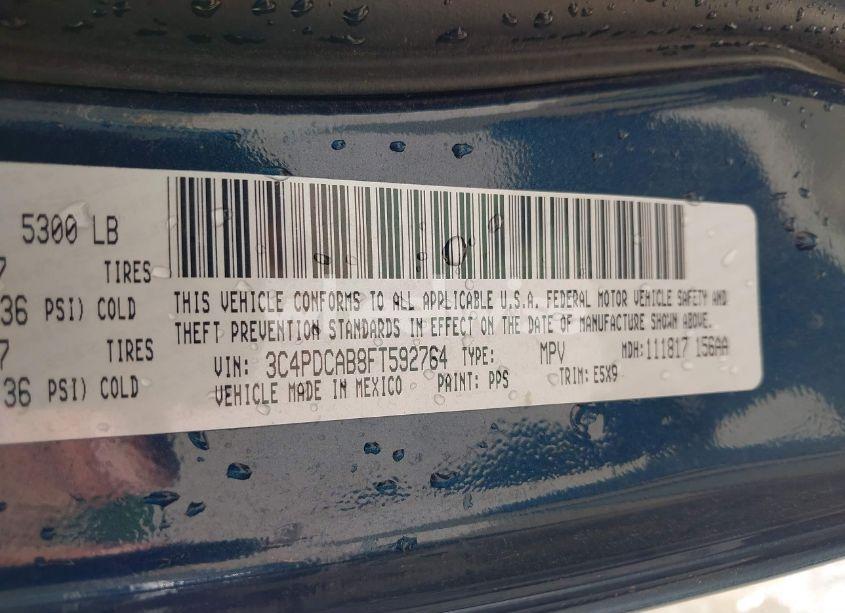 5300 LB
7 TIRES
36 PSI) COLD
7 TIRES
36 PSI) COLD
THIS VEHICLE CONFORMS TO ALL APPLICABLE U.S.A. FEDERAL MOTOR VEHICLE SAFETY AND
THEFT PREVENTION STANDARDS IN EFFECT ON THE DATE OF MANUFACTURE SHOWN ABOVE.
VIN: 3C4PDCAB8FT592764 TYPE: MPV MDH:111817 156AA
VEHICLE MADE IN MEXICO PAINT: PPS TRIM: E5X9